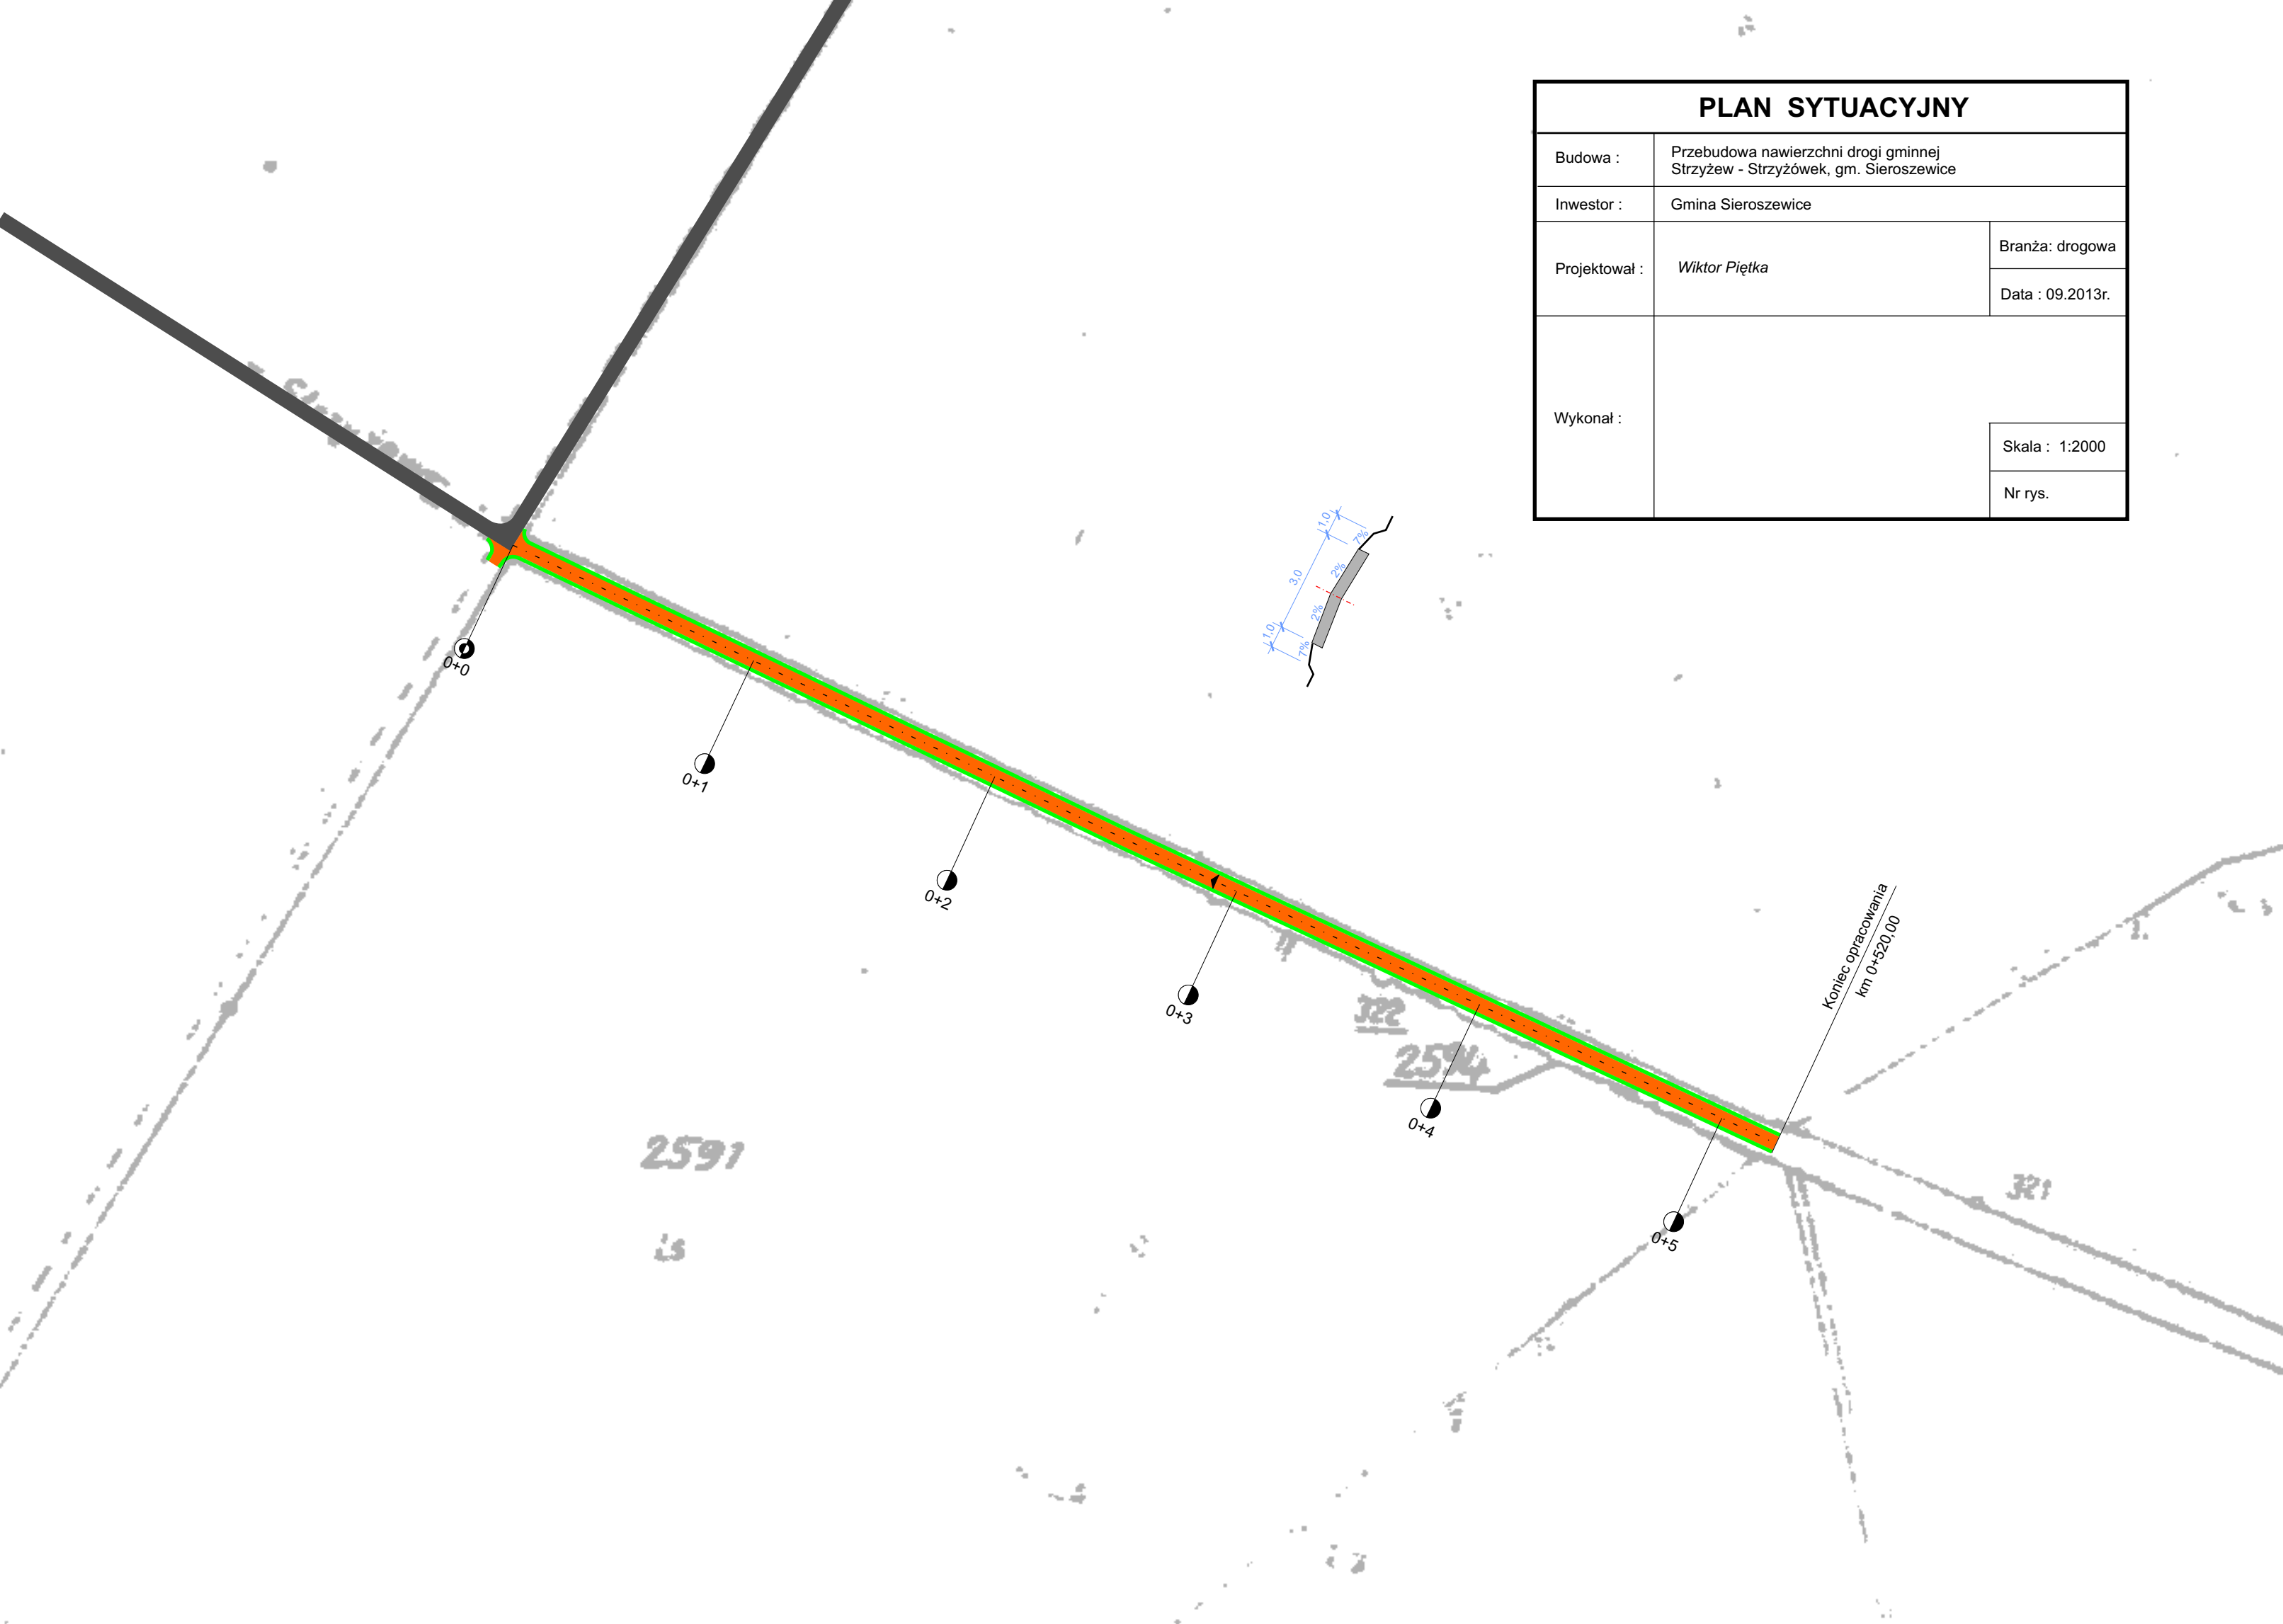 PLAN SYTUACYJNY
Budowa :
Przebudowa nawierzchni drogi gminnej
Strzyżew - Strzyżówek, gm. Sieroszewice
Inwestor :
Gmina Sieroszewice
Projektował :
Wiktor Piętka
Branża: drogowa
Data : 09.2013r.
Wykonał :
Skala : 1:2000
Nr rys.
1,0
7%
2%
3,0
2%
1,0
7%
0+0
0+1
0+2
0+3
0+4
0+5
Koniec opracowania
km 0+520,00
322
2594
2591
Ls
321